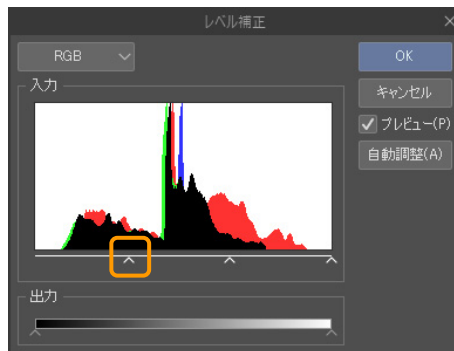 レベル補正
RGB
OK
入力
キャンセル
プレビュー(P)
自動調整(A)
出力